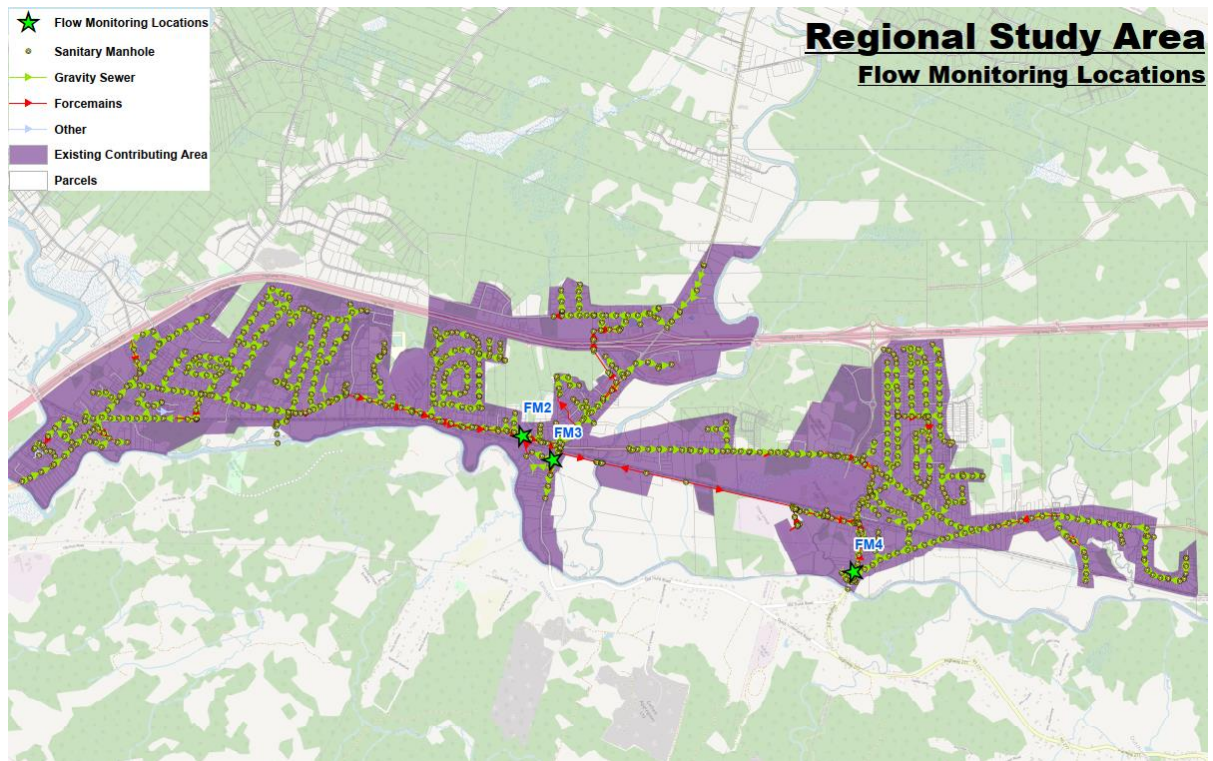 Flow Monitoring Locations
Sanitary Manhole
Gravity Sewer
Forcemains
Other
Existing Contributing Area
Parcels
Regional Study Area
Flow Monitoring Locations
FM2
FM3
FM4